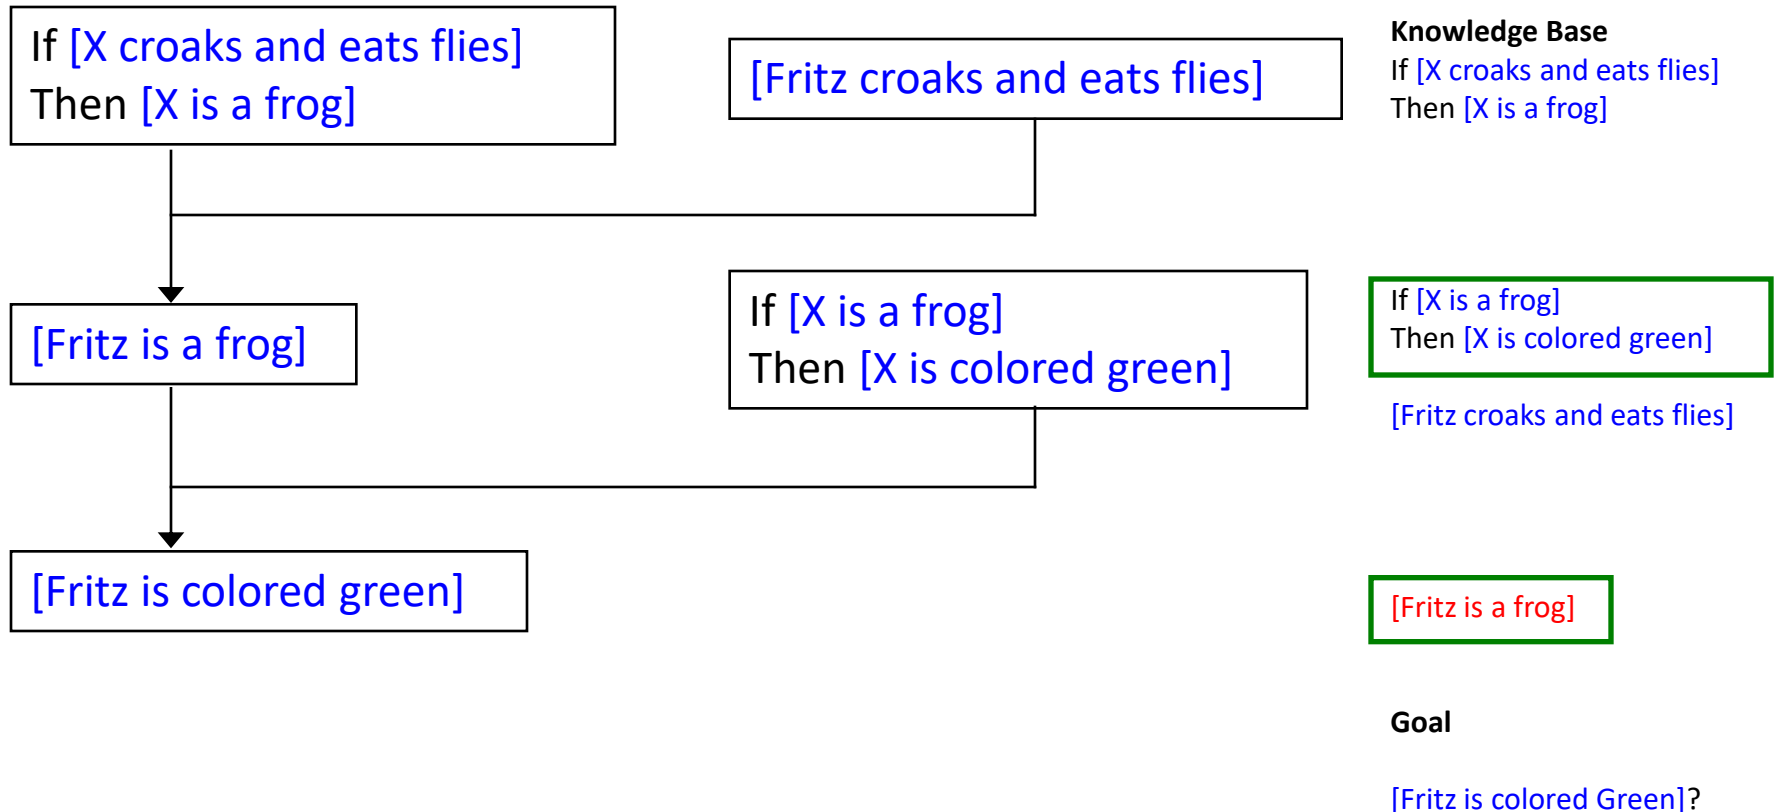 If [X croaks and eats flies]
Then [X is a frog]
[Fritz croaks and eats flies]
[Fritz is a frog]
If [X is a frog]
Then [X is colored green]
[Fritz is colored green]
Knowledge Base
If [X croaks and eats flies]
Then [X is a frog]
If [X is a frog]
Then [X is colored green]
[Fritz croaks and eats flies]
[Fritz is a frog]
Goal
[Fritz is colored Green]?